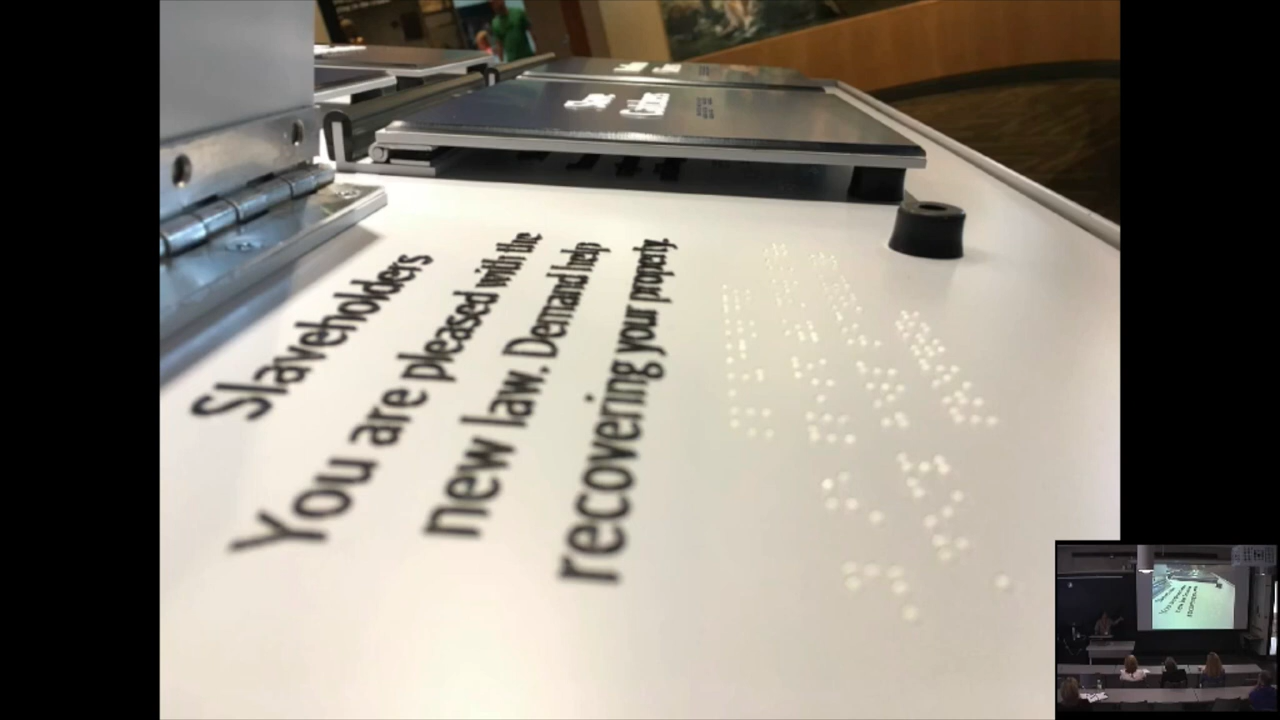 Slaveholders
You are pleased with the
new law. Demand help
recovering your property.